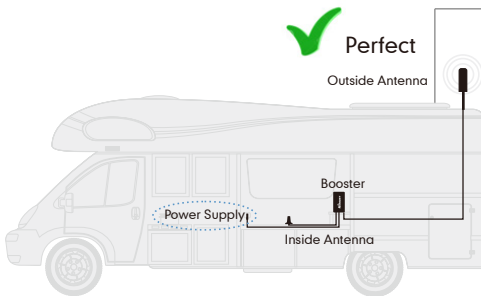 Perfect
Outside Antenna
Booster
Power Supply
Inside Antenna